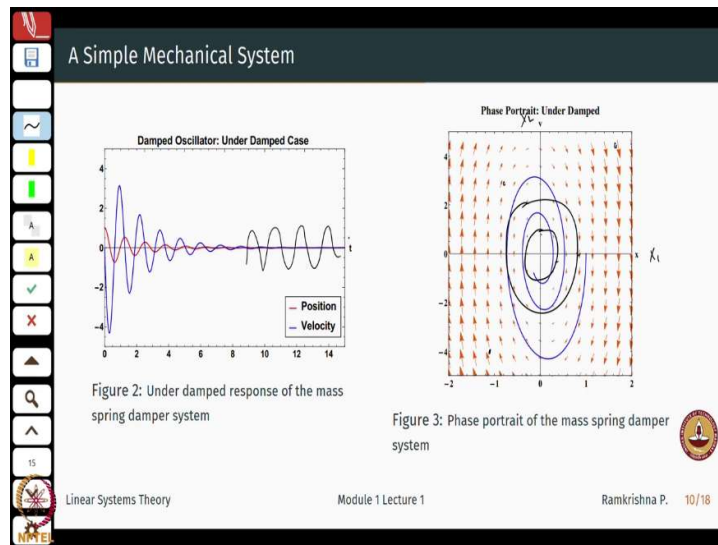 A Simple Mechanical System
Damped Oscillator: Under Damped Case
4
2
0
-2
-4
t
Position
Velocity
0 2 4 6 8 10 12 14
Figure 2: Under damped response of the mass
spring damper system
Phase Portrait: Under Damped
X2 v
4
2
0
-2
-4
x X1
-2 -1 0 1 2
Figure 3: Phase portrait of the mass spring damper
system
A
A
15
NPTEL
Linear Systems Theory Module 1 Lecture 1 Ramkrishna P. 10/18